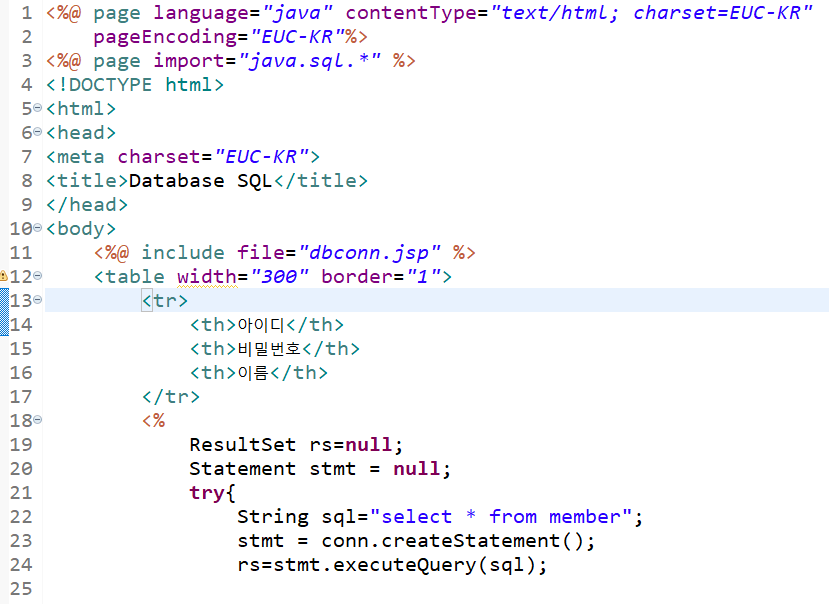 1 <%@ page language="java" contentType="text/html; charset=EUC-KR"
2     pageEncoding="EUC-KR"%>
3 <%@ page import="java.sql.*" %>
4 <!DOCTYPE html>
5 <html>
6 <head>
7 <meta charset="EUC-KR">
8 <title>Database SQL</title>
9 </head>
10 <body>
11     <%@ include file="dbconn.jsp" %>
12     <table width="300" border="1">
13         <tr>
14             <th>아이디</th>
15             <th>비밀번호</th>
16             <th>이름</th>
17         </tr>
18         <%
19             ResultSet rs=null;
20             Statement stmt = null;
21             try{
22                 String sql="select * from member";
23                 stmt = conn.createStatement();
24                 rs=stmt.executeQuery(sql);
25